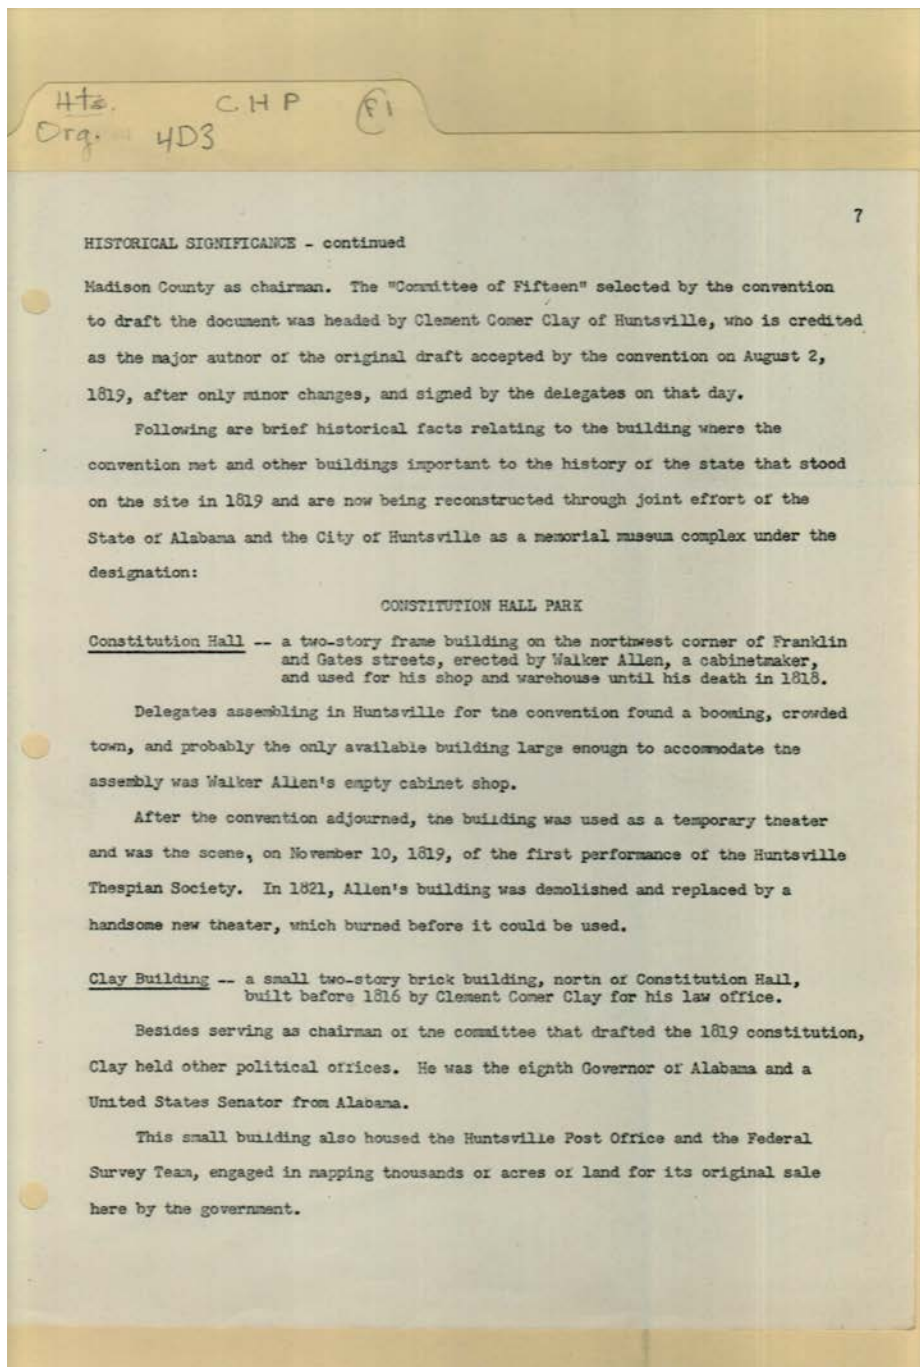 Hts. CHP F1
Org. 4D3
7
HISTORICAL SIGNIFICANCE - continued
Madison County as chairman. The "Committee of Fifteen" selected by the convention
to draft the document was headed by Clement Comer Clay of Huntsville, who is credited
as the major author of the original draft accepted by the convention on August 2,
1819, after only minor changes, and signed by the delegates on that day.
Following are brief historical facts relating to the building where the
convention met and other buildings important to the history of the state that stood
on the site in 1819 and are now being reconstructed through joint effort of the
State of Alabama and the City of Huntsville as a memorial museum complex under the
designation:
CONSTITUTION HALL PARK
Constitution Hall -- a two-story frame building on the northwest corner of Franklin
and Gates streets, erected by Walker Allen, a cabinetmaker,
and used for his shop and warehouse until his death in 1818.
Delegates assembling in Huntsville for the convention found a booming, crowded
town, and probably the only available building large enough to accommodate the
assembly was Walker Allen's empty cabinet shop.
After the convention adjourned, the building was used as a temporary theater
and was the scene, on November 10, 1819, of the first performance of the Huntsville
Thespian Society. In 1821, Allen's building was demolished and replaced by a
handsome new theater, which burned before it could be used.
Clay Building -- a small two-story brick building, north of Constitution Hall,
built before 1816 by Clement Comer Clay for his law office.
Besides serving as chairman of the committee that drafted the 1819 constitution,
Clay held other political offices. He was the eighth Governor of Alabama and a
United States Senator from Alabama.
This small building also housed the Huntsville Post Office and the Federal
Survey Team, engaged in mapping thousands of acres of land for its original sale
here by the government.